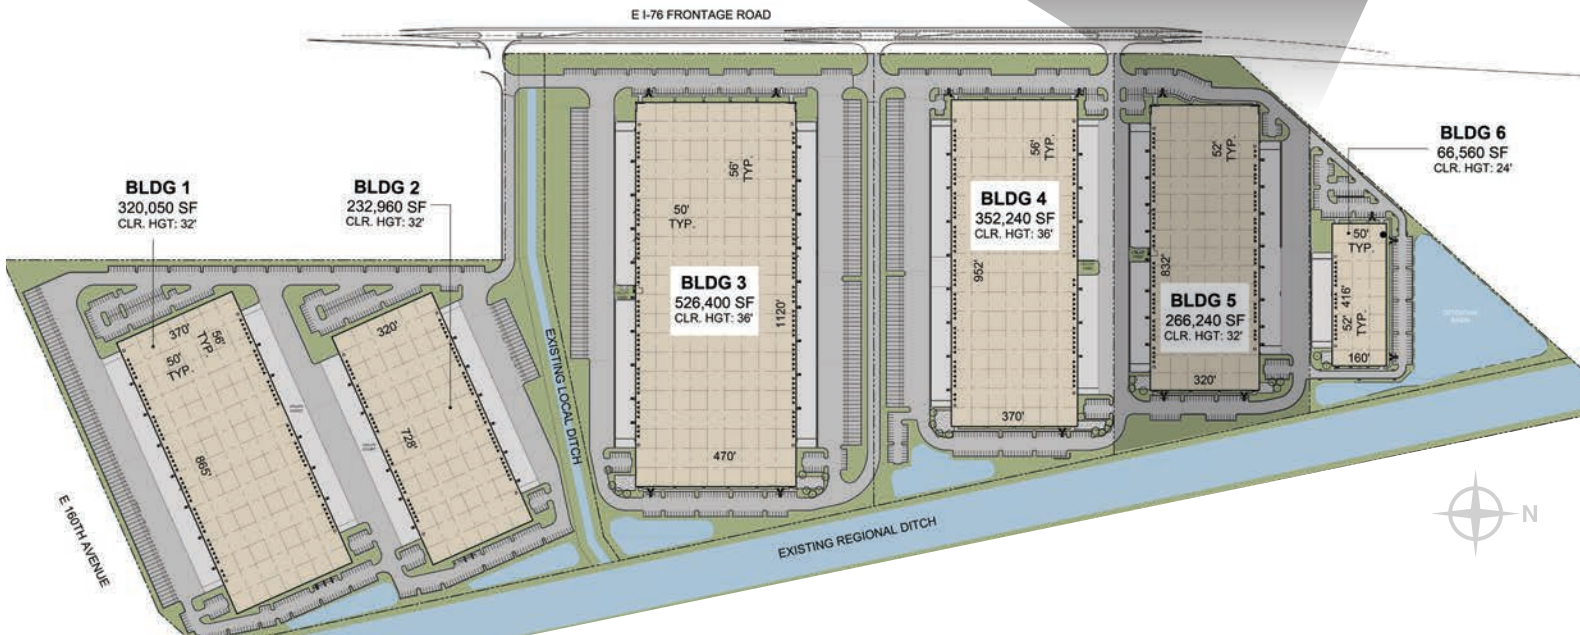 E I-76 FRONTAGE ROAD
BLDG 1
320,050 SF
CLR. HGT: 32'
BLDG 2
232,960 SF
CLR. HGT: 32'
BLDG 3
526,400 SF
CLR. HGT: 36'
BLDG 4
352,240 SF
CLR. HGT: 36'
BLDG 5
266,240 SF
CLR. HGT: 32'
BLDG 6
66,560 SF
CLR. HGT: 24'
370'
56'
TYP.
50'
TYP.
865'
320'
728'
56'
TYP.
50'
TYP.
1120'
470'
56'
TYP.
952'
370'
52'
TYP.
832'
320'
50'
TYP.
416'
52'
TYP.
160'
EXISTING LOCAL DITCH
EXISTING REGIONAL DITCH
E 160TH AVENUE
N